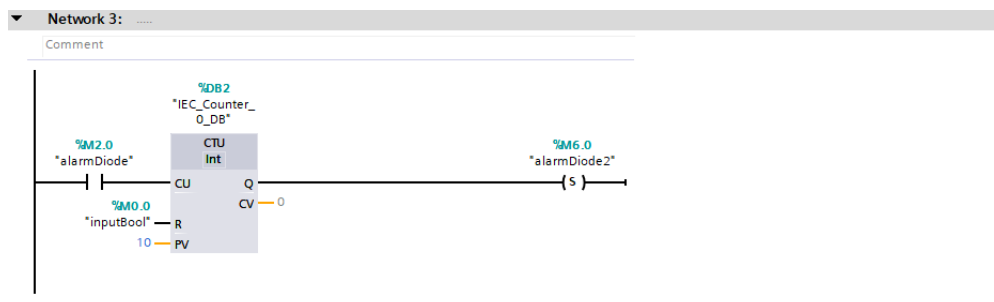 Network 3: .....
Comment
%DB2
"IEC_Counter_
0_DB"
%M2.0
"alarmDiode"
CTU
Int
%M6.0
"alarmDiode2"
CU
Q
S
%M0.0
CV
0
"inputBool"
R
10
PV